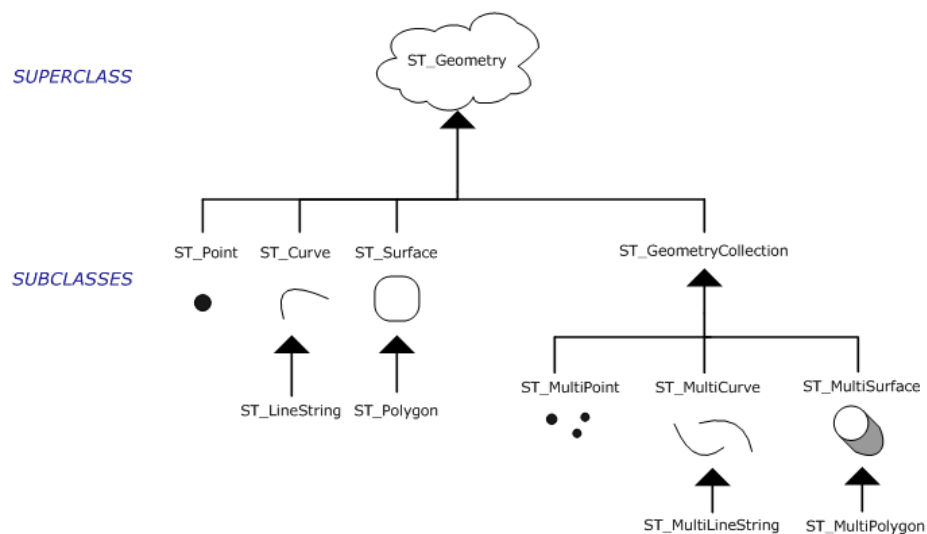 ST_Geometry
SUPERCLASS
ST_Point ST_Curve ST_Surface ST_GeometryCollection
SUBCLASSES
ST_MultiPoint ST_MultiCurve ST_MultiSurface
ST_LineString ST_Polygon
ST_MultiLineString ST_MultiPolygon